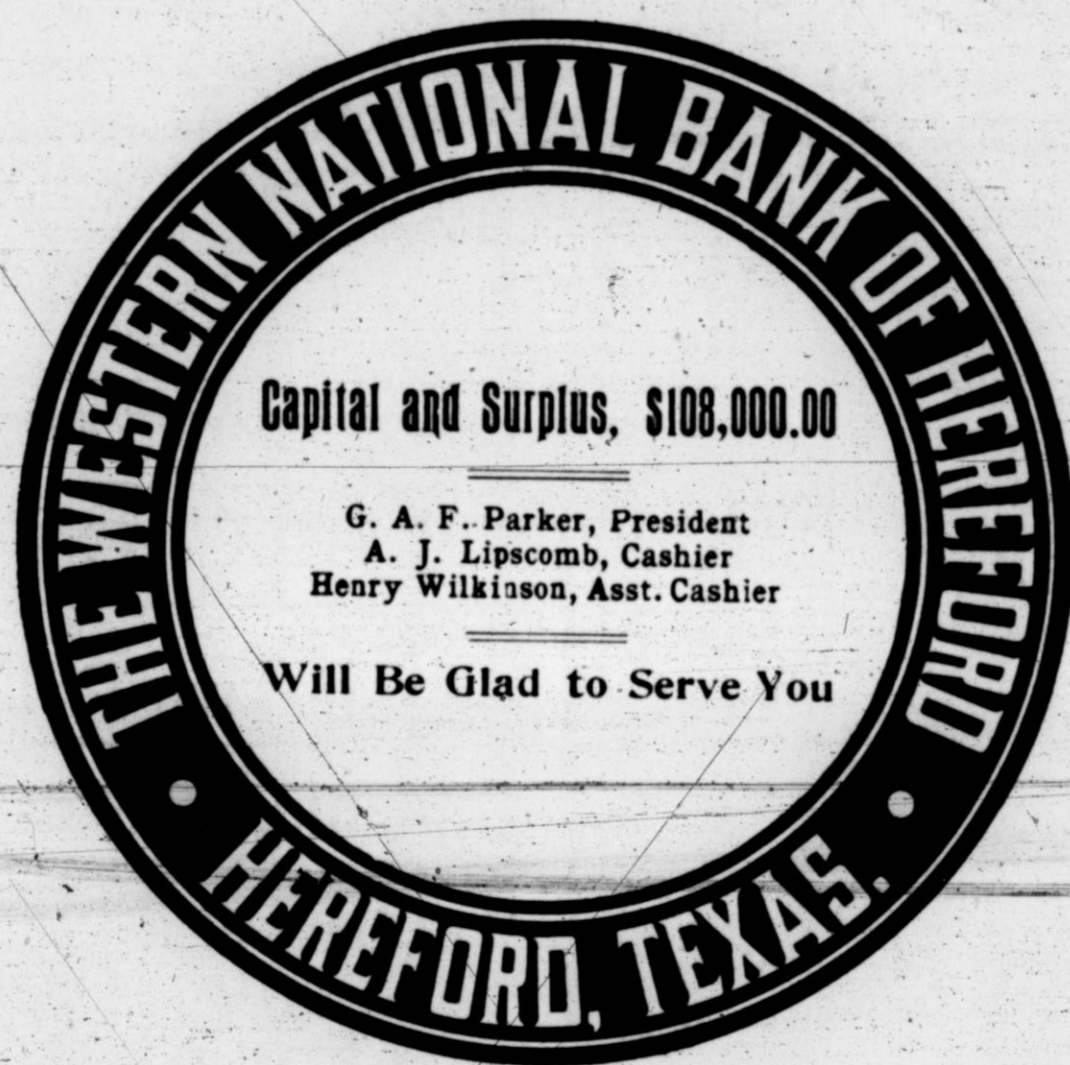 THE WESTERN NATIONAL BANK OF HEREFORD
Capital and Surplus, $108,000.00
G. A. F. Parker, President
A. J. Lipscomb, Cashier
Henry Wilkinson, Asst. Cashier
Will Be Glad to Serve You
HEREFORD, TEXAS.